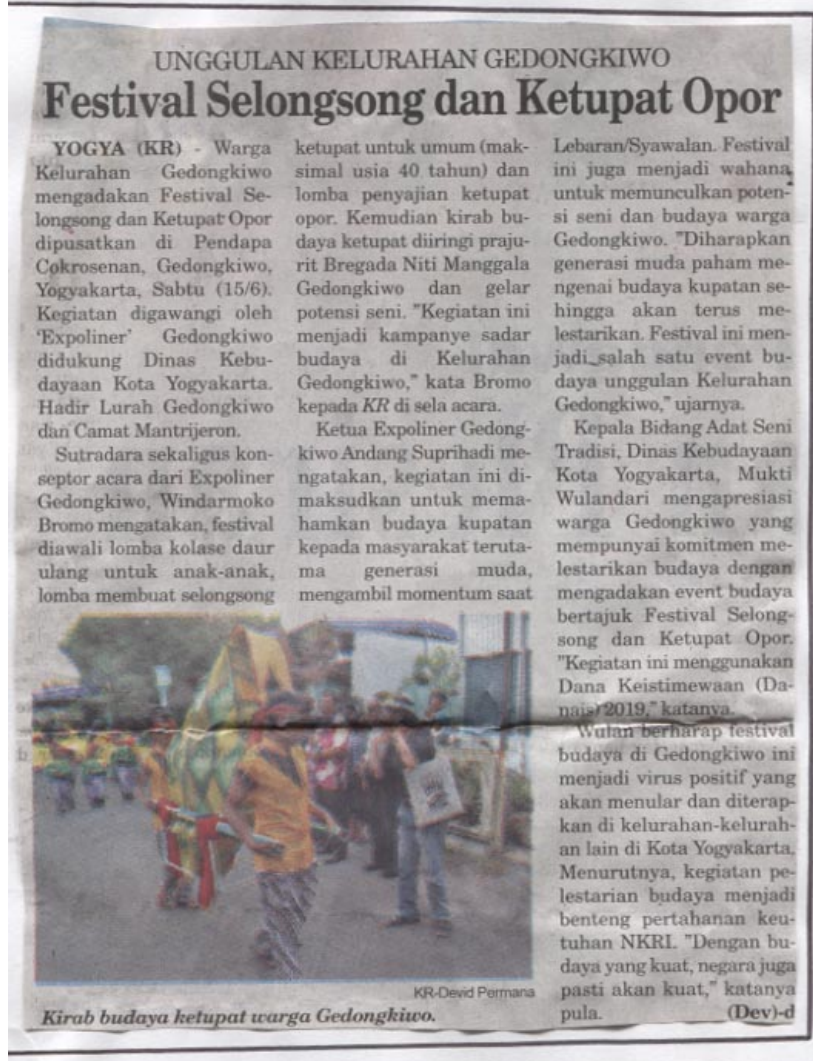 UNGGULAN KELURAHAN GEDONGKIWO
Festival Selongsong dan Ketupat Opor
YOGYA (KR) - Warga
Kelurahan Gedongkiwo
mengadakan Festival Se-
longsong dan Ketupat Opor
dipusatkan di Pendapa
Cokrosenan, Gedongkiwo,
Yogyakarta, Sabtu (15/6).
Kegiatan digawangi oleh
'Expoliner' Gedongkiwo
didukung Dinas Kebu-
dayaan Kota Yogyakarta.
Hadir Lurah Gedongkiwo
dan Camat Mantrijeron.
Sutradara sekaligus kon-
septor acara dari Expoliner
Gedongkiwo, Windarmoko
Bromo mengatakan, festival
diawali lomba kolase daur
ulang untuk anak-anak,
lomba membuat selongsong
ketupat untuk umum (mak-
simal usia 40 tahun) dan
lomba penyajian ketupat
opor. Kemudian kirab bu-
daya ketupat diiringi praju-
rit Bregada Niti Manggala
Gedongkiwo dan gelar
potensi seni. "Kegiatan ini
menjadi kampanye sadar
budaya di Kelurahan
Gedongkiwo," kata Bromo
kepada KR di sela acara.
Ketua Expoliner Gedong-
kiwo Andang Suprihadi me-
ngatakan, kegiatan ini di-
maksudkan untuk mema-
hamkan budaya kupatan
kepada masyarakat teruta-
ma generasi muda,
mengambil momentum saat
Lebaran/Syawalan. Festival
ini juga menjadi wahana
untuk memunculkan poten-
si seni dan budaya warga
Gedongkiwo. "Diharapkan
generasi muda paham me-
ngenai budaya kupatan se-
hingga akan terus me-
lestarikan. Festival ini men-
jadi salah satu event bu-
daya unggulan Kelurahan
Gedongkiwo," ujarnya.
Kepala Bidang Adat Seni
Tradisi, Dinas Kebudayaan
Kota Yogyakarta, Mukti
Wulandari mengapresiasi
warga Gedongkiwo yang
mempunyai komitmen me-
lestarikan budaya dengan
mengadakan event budaya
bertajuk Festival Selong-
song dan Ketupat Opor.
"Kegiatan ini menggunakan
Dana Keistimewaan (Da-
nais) 2019," katanya.
Wulan berharap festival
budaya di Gedongkiwo ini
menjadi virus positif yang
akan menular dan diterap-
kan di kelurahan-kelurah-
an lain di Kota Yogyakarta.
Menurutnya, kegiatan pe-
lestarian budaya menjadi
benteng pertahanan keu-
tuhan NKRI. "Dengan bu-
daya yang kuat, negara juga
pasti akan kuat," katanya
pula. (Dev)-d
KR-Devid Permana
Kirab budaya ketupat warga Gedongkiwo.